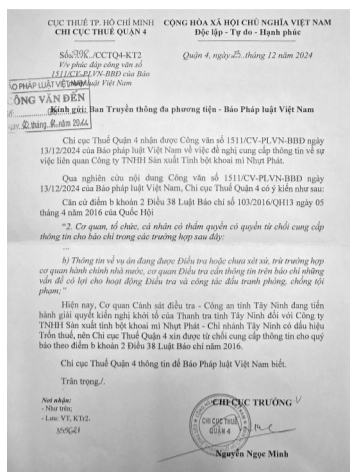 CỤC THUẾ TP. HỒ CHÍ MINH
CHI CỤC THUẾ QUẬN 4
CỘNG HÒA XÃ HỘI CHỦ NGHĨA VIỆT NAM
Độc lập - Tự do - Hạnh phúc
/CCTQ4-KT2
V/v phúc đáp công văn số
1511/CV-PLVN-BBĐ của Báo
Pháp luật Việt Nam
Quận 4, ngày tháng 12 năm 2024
BÁO PHÁP LUẬT VIỆT NAM
CÔNG VĂN ĐẾN
Kính gửi: Ban Truyền thông đa phương tiện - Báo Pháp luật Việt Nam
Chi cục Thuế Quận 4 nhận được Công văn số 1511/CV-PLVN-BBĐ ngày
13/12/2024 của Báo pháp luật Việt Nam về việc đề nghị cung cấp thông tin về sự
việc liên quan Công ty TNHH Sản xuất Tinh bột khoai mì Nhựt Phát.
Qua nghiên cứu nội dung Công văn số 1511/CV-PLVN-BBĐ ngày
13/12/2024 của Báo pháp luật Việt Nam, Chi cục Thuế Quận 4 có ý kiến như sau:
Căn cứ điểm b khoản 2 Điều 38 Luật Báo chí số 103/2016/QH13 ngày 05
tháng 4 năm 2016 của Quốc Hội
"2. Cơ quan, tổ chức, cá nhân có thẩm quyền có quyền từ chối cung cấp
thông tin cho báo chí trong các trường hợp sau đây:
...
b) Thông tin về vụ án đang được Điều tra hoặc chưa xét xử, trừ trường hợp
cơ quan hành chính nhà nước, cơ quan Điều tra cần thông tin trên báo chí những
vấn đề có lợi cho hoạt động Điều tra và công tác đấu tranh phòng, chống tội
phạm;"
Hiện nay, Cơ quan Cảnh sát điều tra - Công an tỉnh Tây Ninh đang tiến
hành giải quyết kiến nghị khởi tố của Thanh tra tỉnh Tây Ninh đối với Công ty
TNHH Sản xuất Tinh bột khoai mì Nhựt Phát - Chi nhánh Tây Ninh có dấu hiệu
Trốn thuế, nên Chi cục Thuế Quận 4 xin được từ chối cung cấp thông tin cho quý
báo theo điểm b khoản 2 Điều 38 Luật Báo chí năm 2016.
Chi cục Thuế Quận 4 thông tin để Báo Pháp luật Việt Nam biết.
Trân trọng./.
Nơi nhận:
- Như trên;
- Lưu: VT, KTr2.
CHI CỤC TRƯỞNG
CHI CỤC THUẾ
QUẬN 4
Nguyễn Ngọc Minh